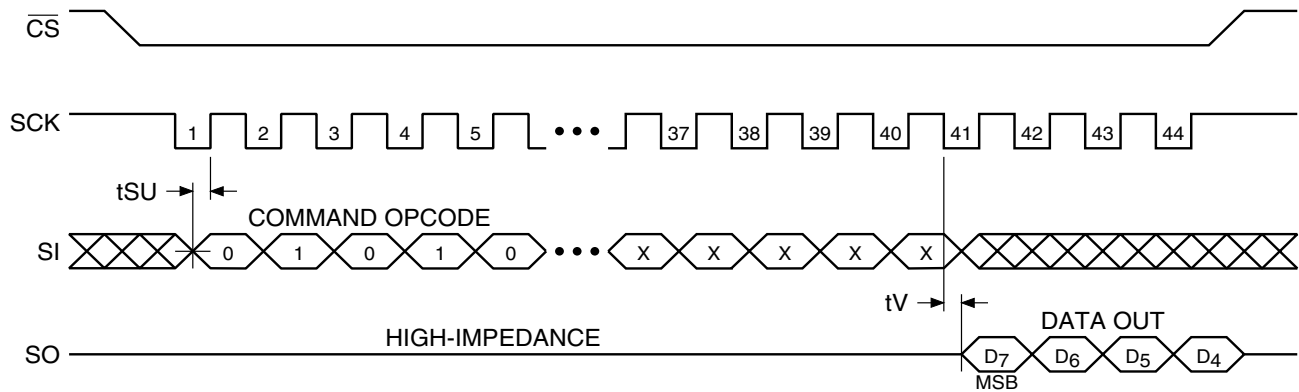 CS
SCK 1 2 3 4 5 ••• 37 38 39 40 41 42 43 44
tSU
COMMAND OPCODE
SI 0 1 0 1 0 ••• X X X X X
tV
HIGH-IMPEDANCE DATA OUT
SO D7 D6 D5 D4
MSB